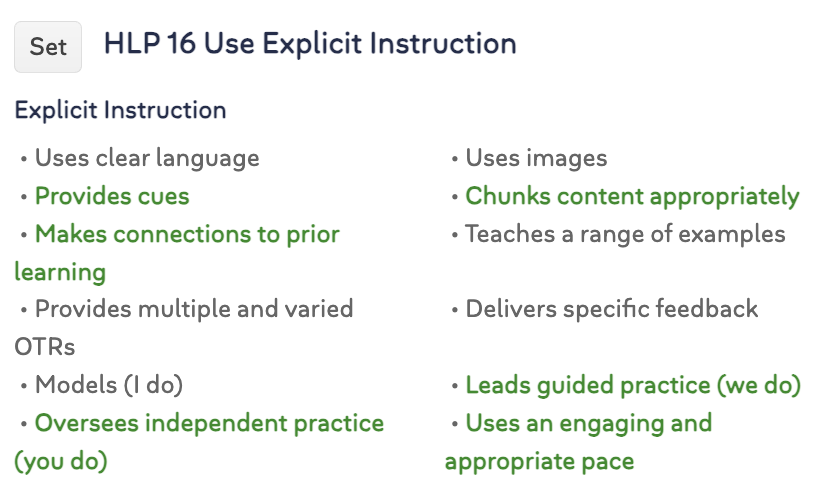 Set HLP 16 Use Explicit Instruction
Explicit Instruction
• Uses clear language
• Uses images
• Provides cues
• Chunks content appropriately
• Makes connections to prior
learning
• Teaches a range of examples
• Provides multiple and varied
OTRs
• Delivers specific feedback
• Models (I do)
• Leads guided practice (we do)
• Oversees independent practice
(you do)
• Uses an engaging and
appropriate pace